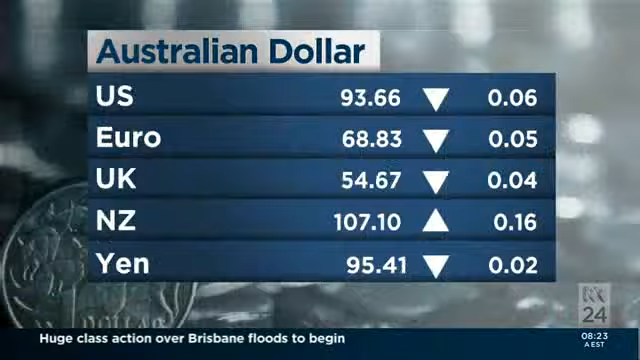 Australian Dollar
US 93.66 ▼ 0.06
Euro 68.83 ▼ 0.05
UK 54.67 ▼ 0.04
NZ 107.10 ▲ 0.16
Yen 95.41 ▼ 0.02
24
Huge class action over Brisbane floods to begin 08:23
AEST